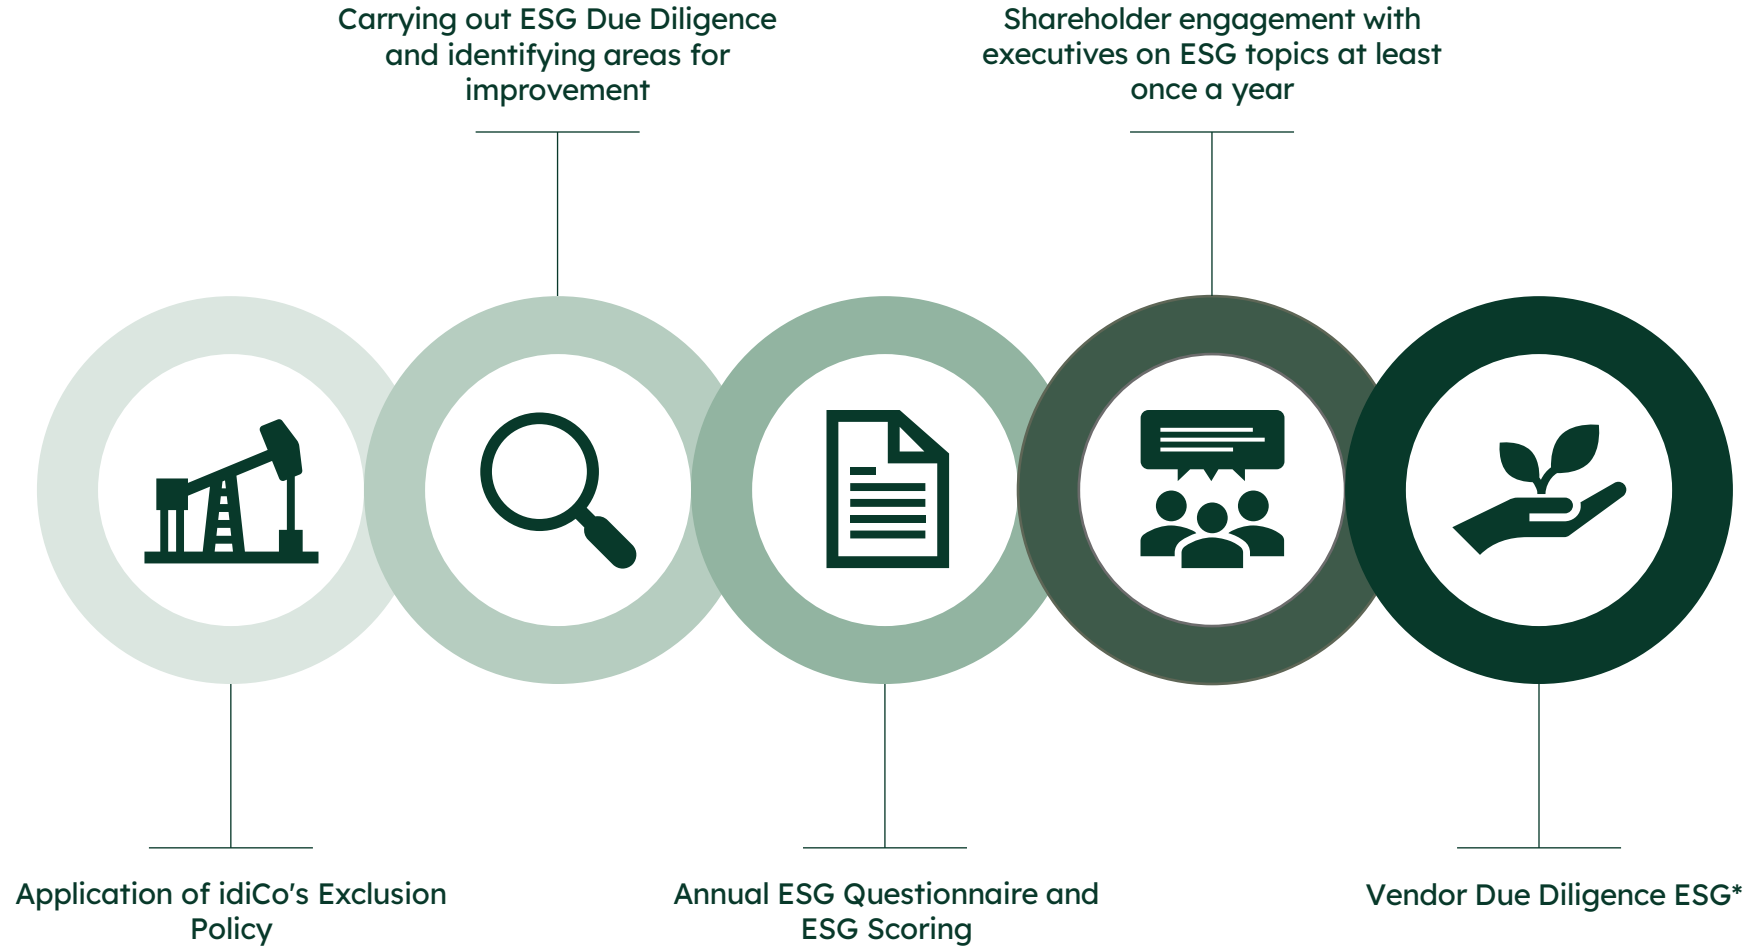 Carrying out ESG Due Diligence
and identifying areas for
improvement
Shareholder engagement with
executives on ESG topics at least
once a year
Application of idiCo's Exclusion
Policy
Annual ESG Questionnaire and
ESG Scoring
Vendor Due Diligence ESG*